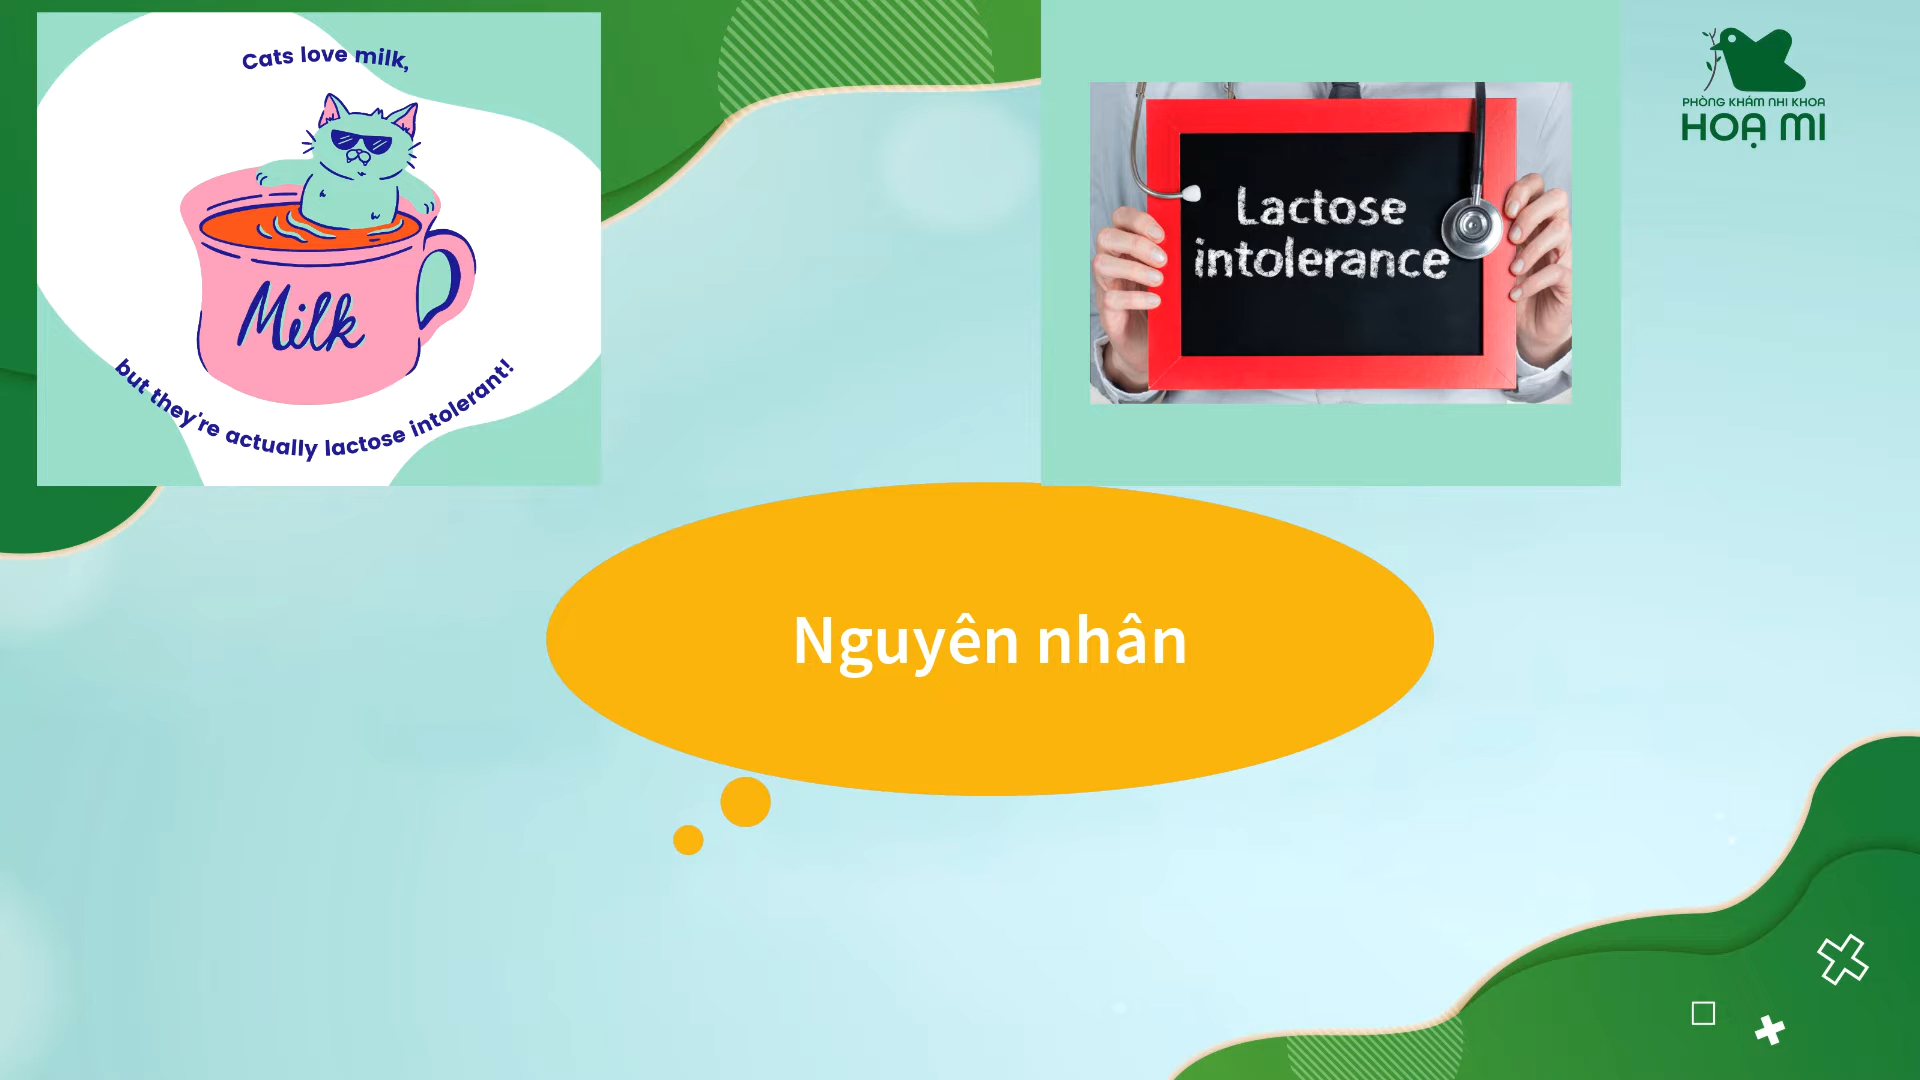 Cats love milk,
Milk
but they're actually lactose intolerant!
Lactose
intolerance
PHÒNG KHÁM NHI KHOA
HOẠ MI
Nguyên nhân